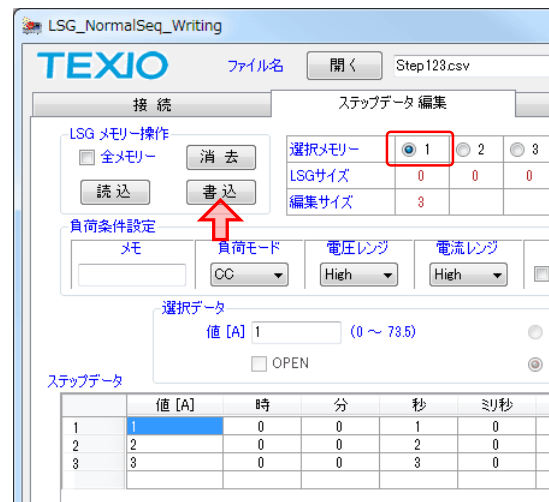 LSG_NormalSeq_Writing
TEXIO ファイル名 開く Step123.csv
接 続 ステップデータ 編集
LSG メモリー操作
全メモリー 消 去
読 込 書 込
選択メモリー 1 2 3
LSGサイズ 0 0 0
編集サイズ 3
負荷条件設定
メモ 負荷モード 電圧レンジ 電流レンジ
CC High High
選択データ
値 [A] 1 (0 ~ 73.5)
OPEN
ステップデータ
値 [A] 時 分 秒 ミリ秒
1 1 0 0 1 0
2 2 0 0 2 0
3 3 0 0 3 0